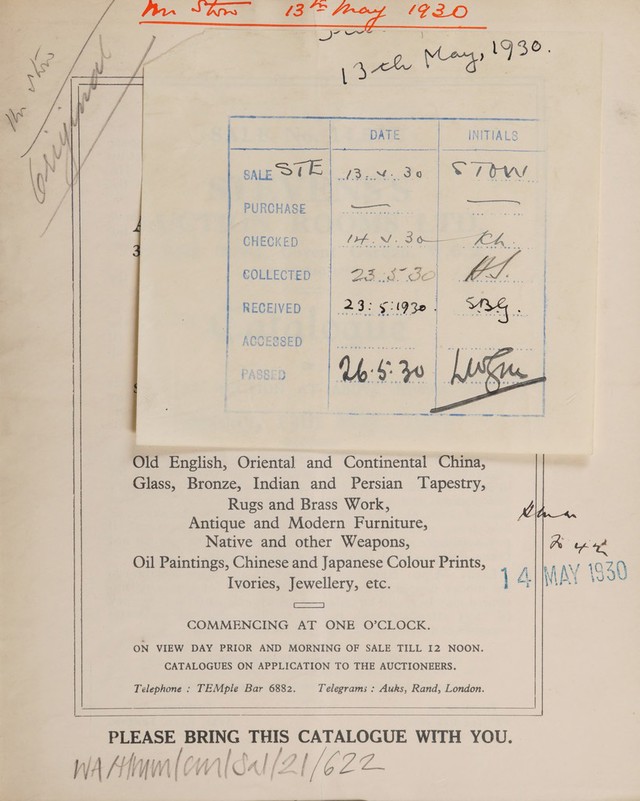 Mr Stow 13th May 1930
Mr Stow
Original
13th May, 1930.
DATE INITIALS
SALE STE 13. V. 30 STOW
PURCHASE — —
CHECKED 14. V. 30 Kh.
COLLECTED 23.5.30 HS.
RECEIVED 23:5:1930. SBG.
ACCESSED
PASSED 26.5.30
Old English, Oriental and Continental China,
Glass, Bronze, Indian and Persian Tapestry,
Rugs and Brass Work,
Antique and Modern Furniture,
Native and other Weapons,
Oil Paintings, Chinese and Japanese Colour Prints,
Ivories, Jewellery, etc.
14 MAY 1930
COMMENCING AT ONE O'CLOCK.
ON VIEW DAY PRIOR AND MORNING OF SALE TILL 12 NOON.
CATALOGUES ON APPLICATION TO THE AUCTIONEERS.
Telephone : TEMple Bar 6882. Telegrams : Auks, Rand, London.
PLEASE BRING THIS CATALOGUE WITH YOU.
WA/HMM/CM/Sal/21/622